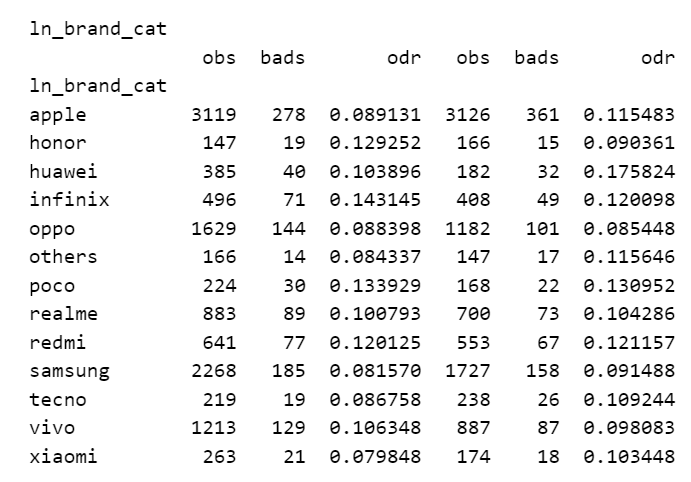 ln_brand_cat
obs bads odr obs bads odr
ln_brand_cat
apple 3119 278 0.089131 3126 361 0.115483
honor 147 19 0.129252 166 15 0.090361
huawei 385 40 0.103896 182 32 0.175824
infinix 496 71 0.143145 408 49 0.120098
oppo 1629 144 0.088398 1182 101 0.085448
others 166 14 0.084337 147 17 0.115646
poco 224 30 0.133929 168 22 0.130952
realme 883 89 0.100793 700 73 0.104286
redmi 641 77 0.120125 553 67 0.121157
samsung 2268 185 0.081570 1727 158 0.091488
tecno 219 19 0.086758 238 26 0.109244
vivo 1213 129 0.106348 887 87 0.098083
xiaomi 263 21 0.079848 174 18 0.103448